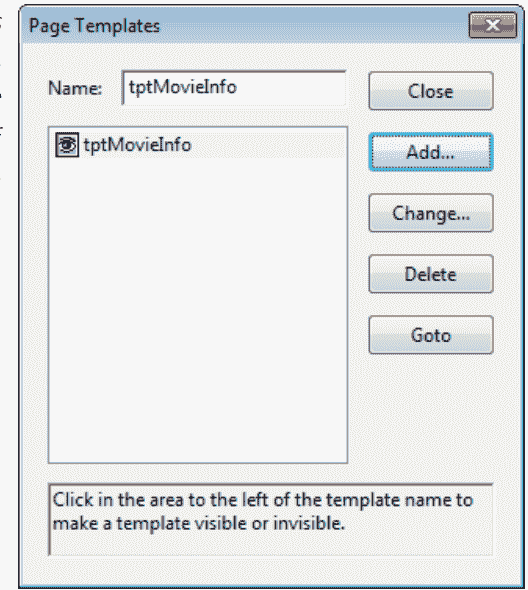 Page Templates
Name: tptMovieInfo
Close
tptMovieInfo
Add...
Change...
Delete
Goto
Click in the area to the left of the template name to
make a template visible or invisible.